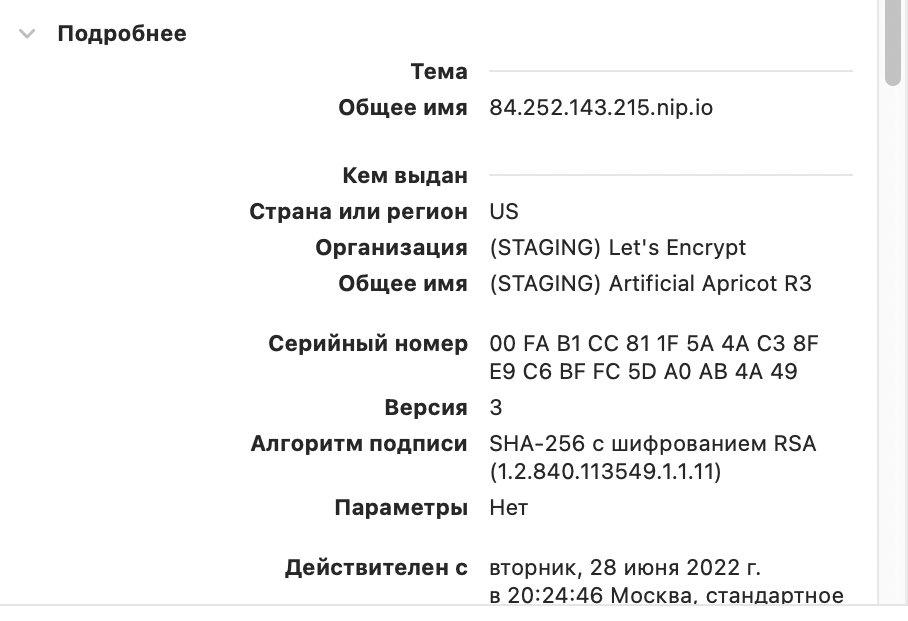 Подробнее
Тема
Общее имя 84.252.143.215.nip.io
Кем выдан
Страна или регион US
Организация (STAGING) Let's Encrypt
Общее имя (STAGING) Artificial Apricot R3
Серийный номер 00 FA B1 CC 81 1F 5A 4A C3 8F
E9 C6 BF FC 5D A0 AB 4A 49
Версия 3
Алгоритм подписи SHA-256 с шифрованием RSA
(1.2.840.113549.1.1.11)
Параметры Нет
Действителен с вторник, 28 июня 2022 г.
в 20:24:46 Москва, стандартное